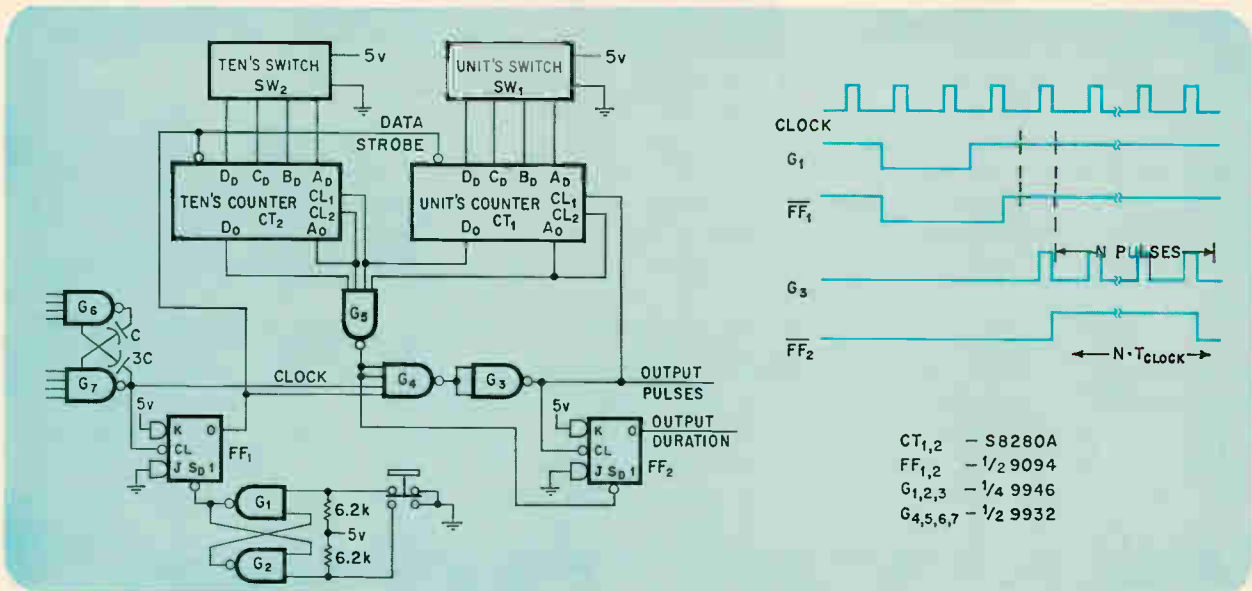 TEN'S SWITCH
SW2
5v
UNIT'S SWITCH
SW1
5v
DATA
STROBE
DD CD BD AD
CL1
TEN'S COUNTER
CL2
CT2
DO AO
DD CD BD AD
CL1
UNIT'S COUNTER
CL2
CT1
DO AO
G5
G6
C
3C
G7
CLOCK
G4
G3
OUTPUT
PULSES
5v
K O
CL
J SD 1
FF1
5v
K O
CL
J SD 1
FF2
OUTPUT
DURATION
G1
G2
6.2k
5v
6.2k
CLOCK
G1
FF1
N PULSES
G3
FF2
N·TCLOCK
CT1,2 – S8280A
FF1,2 – 1/2 9094
G1,2,3 – 1/4 9946
G4,5,6,7 – 1/2 9932